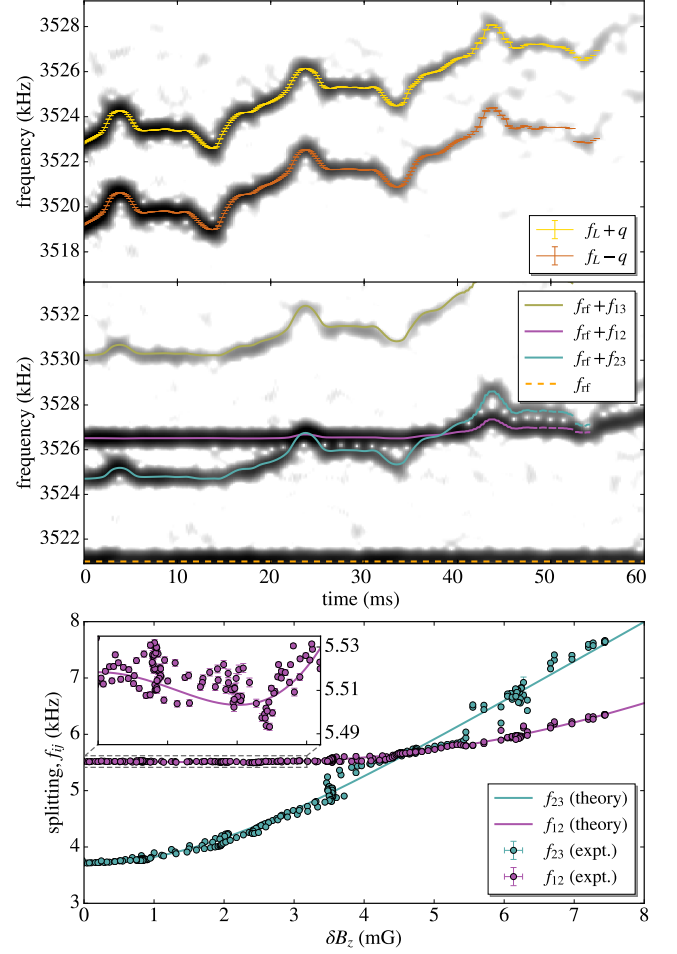 3528
3526
3524
3522
3520
3518
frequency (kHz)
f_L + q
f_L − q
3532
3530
3528
3526
3524
3522
frequency (kHz)
f_rf + f_13
f_rf + f_12
f_rf + f_23
f_rf
0 10 20 30 40 50 60
time (ms)
8
7
6
5
4
3
splitting, f_ij (kHz)
5.53
5.51
5.49
f_23 (theory)
f_12 (theory)
f_23 (expt.)
f_12 (expt.)
0 1 2 3 4 5 6 7 8
δB_z (mG)